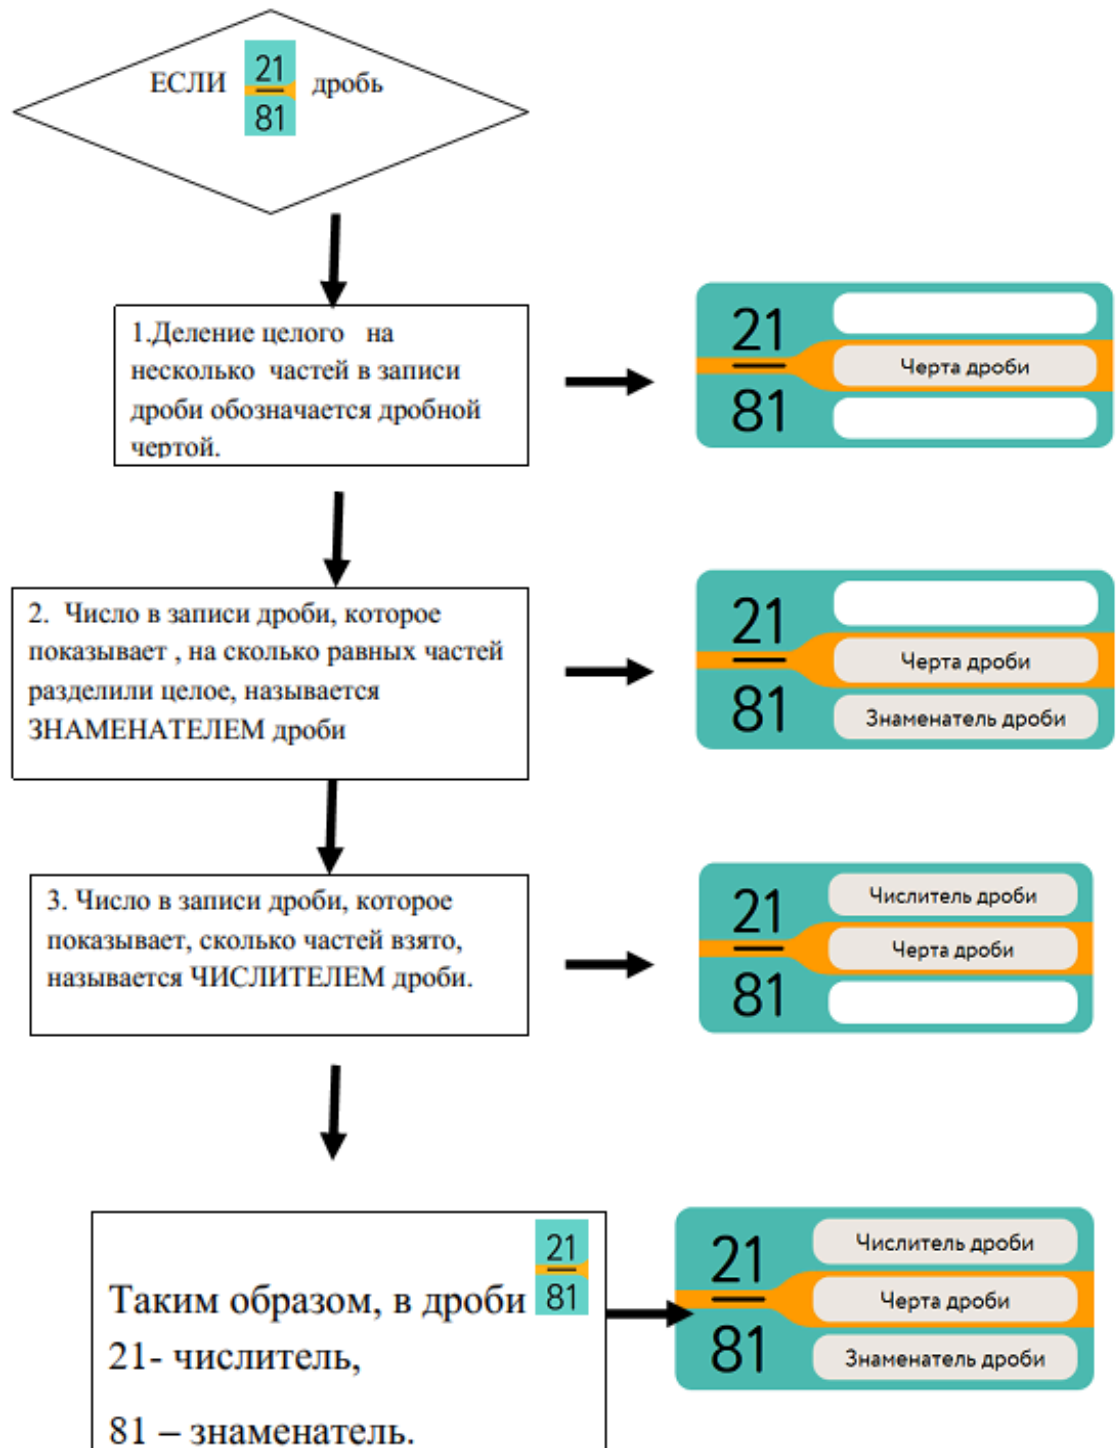 ЕСЛИ 21/81 дробь
1.Деление целого на
несколько частей в записи
дроби обозначается дробной
чертой.
21
Черта дроби
81
2. Число в записи дроби, которое
показывает , на сколько равных частей
разделили целое, называется
ЗНАМЕНАТЕЛЕМ дроби
21
Черта дроби
81 Знаменатель дроби
3. Число в записи дроби, которое
показывает, сколько частей взято,
называется ЧИСЛИТЕЛЕМ дроби.
21 Числитель дроби
Черта дроби
81
Таким образом, в дроби 21/81
21- числитель,
81 – знаменатель.
21 Числитель дроби
Черта дроби
81 Знаменатель дроби